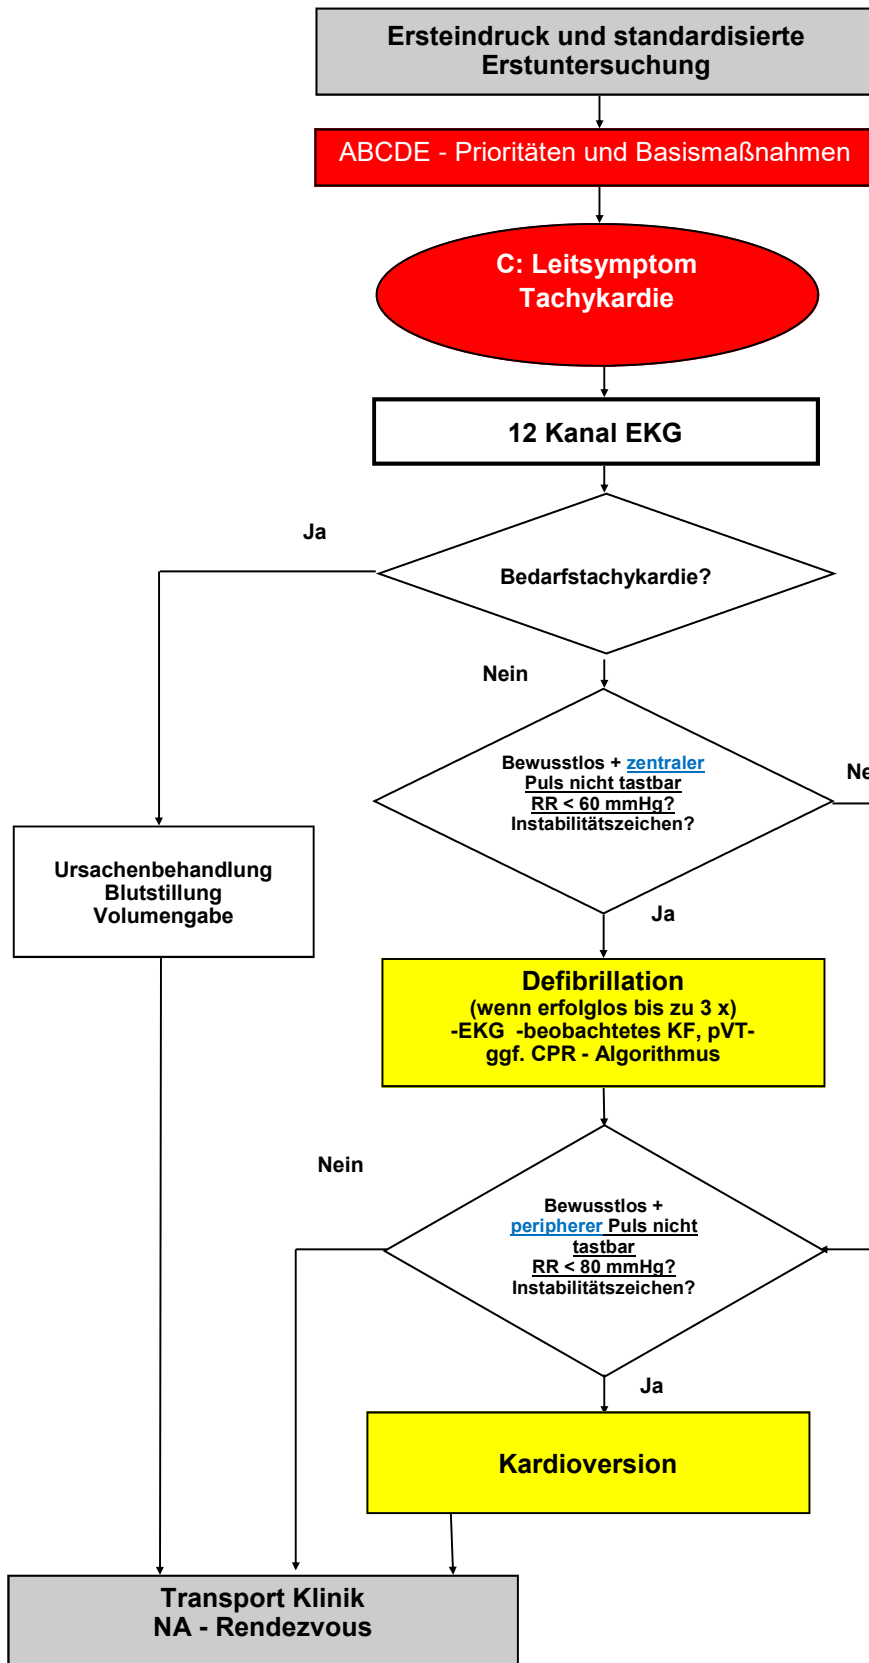 Ersteindruck und standardisierte
Erstuntersuchung
ABCDE - Prioritäten und Basismaßnahmen
C: Leitsymptom
Tachykardie
12 Kanal EKG
Ja
Bedarfstachykardie?
Nein
Bewusstlos + zentraler
Puls nicht tastbar
RR < 60 mmHg?
Instabilitätszeichen?
Ne
Ursachenbehandlung
Blutstillung
Volumengabe
Ja
Defibrillation
(wenn erfolglos bis zu 3 x)
-EKG -beobachtetes KF, pVT-
ggf. CPR - Algorithmus
Nein
Bewusstlos +
peripherer Puls nicht
tastbar
RR < 80 mmHg?
Instabilitätszeichen?
Ja
Kardioversion
Transport Klinik
NA - Rendezvous